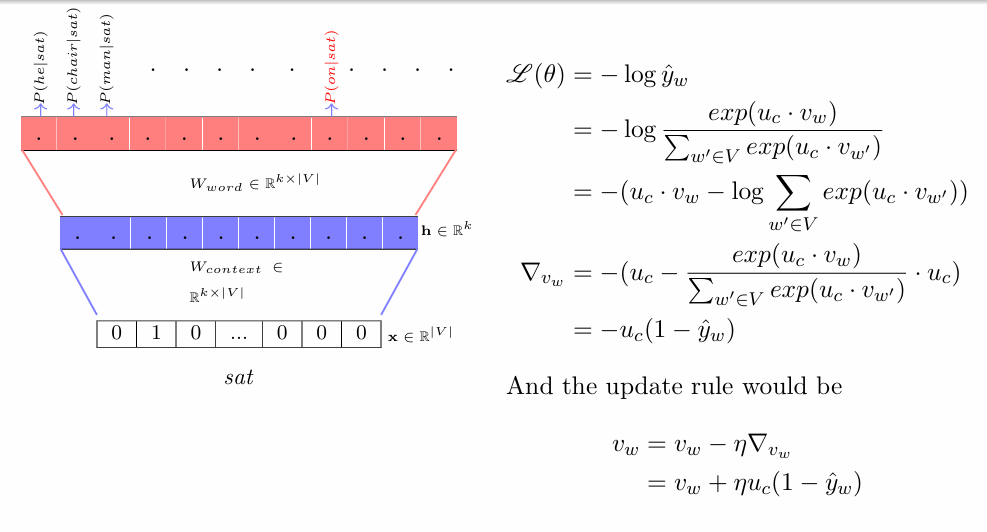 P(he|sat)
P(chair|sat)
P(man|sat)
. . . . .
P(on|sat)
. . . .
. . . . . . . . . . . .
W_word ∈ ℝ^{k×|V|}
. . . . . . . . . .
h ∈ ℝ^k
W_context ∈
ℝ^{k×|V|}
0 1 0 ... 0 0 0
x ∈ ℝ^{|V|}
sat
ℒ(θ) = − log ŷ_w
= − log \frac{exp(u_c · v_w)}{∑_{w′∈V} exp(u_c · v_{w′})}
= −(u_c · v_w − log ∑_{w′∈V} exp(u_c · v_{w′}))
∇_{v_w} = −(u_c − \frac{exp(u_c · v_w)}{∑_{w′∈V} exp(u_c · v_{w′})} · u_c)
= −u_c(1 − ŷ_w)
And the update rule would be
v_w = v_w − η∇_{v_w}
= v_w + ηu_c(1 − ŷ_w)